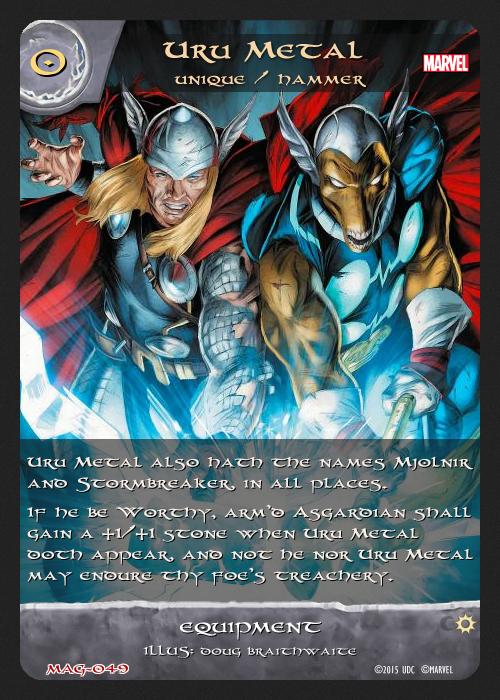 Uru Metal
MARVEL
Unique / Hammer
Uru Metal also hath the names Mjolnir
and Stormbreaker, in all places.
If he be Worthy, arm'd Asgardian shall
gain a +1/+1 stone when Uru Metal
doth appear, and not he nor Uru Metal
may endure thy foe's treachery.
Equipment
Illus: Doug Braithwaite
MAG-049
©2015 UDC ©MARVEL